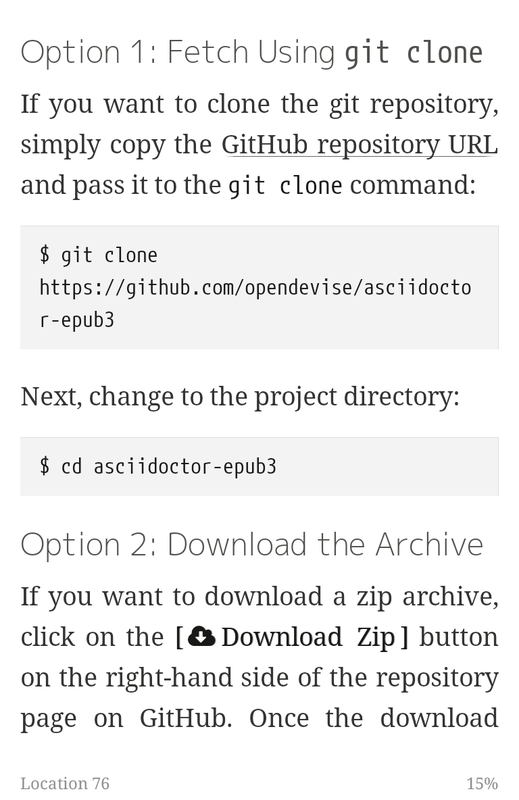 Option 1: Fetch Using git clone
If you want to clone the git repository,
simply copy the GitHub repository URL
and pass it to the git clone command:
$ git clone
https://github.com/opendevise/asciidocto
r-epub3
Next, change to the project directory:
$ cd asciidoctor-epub3
Option 2: Download the Archive
If you want to download a zip archive,
click on the [Download Zip] button
on the right-hand side of the repository
page on GitHub. Once the download
Location 76 15%